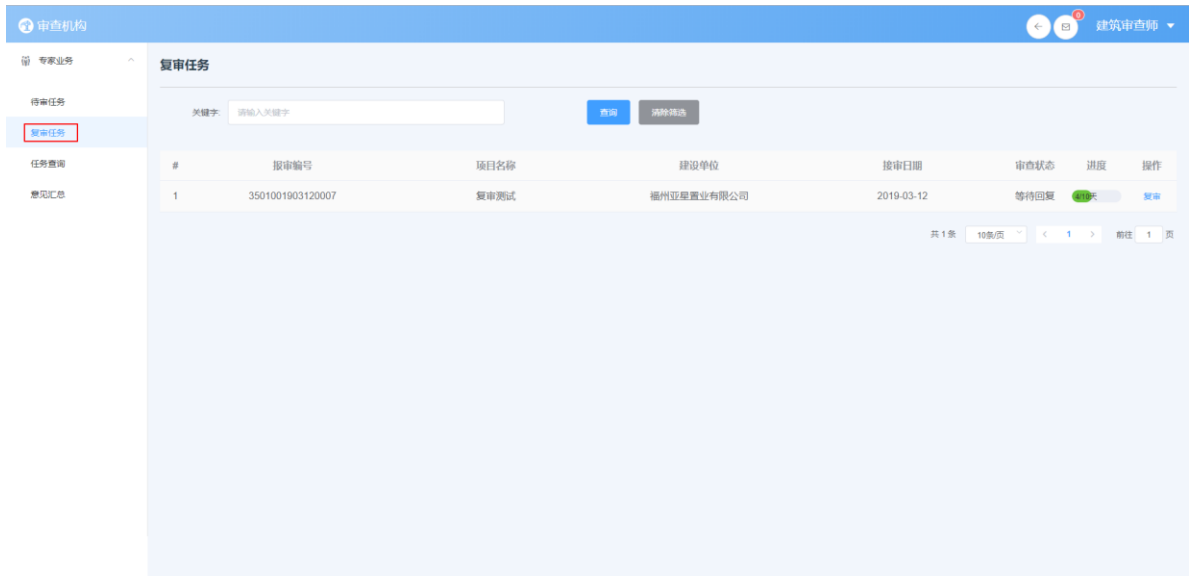 审查机构
0
建筑审查师
专家业务
待审任务
复审任务
任务查询
意见汇总
复审任务
关键字 请输入关键字 查询 清除筛选
# 报审编号 项目名称 建设单位 接审日期 审查状态 进度 操作
1 3501001903120007 复审测试 福州亚星置业有限公司 2019-03-12 等待回复 4/10天 复审
共 1 条 10条/页 < 1 > 前往 1 页